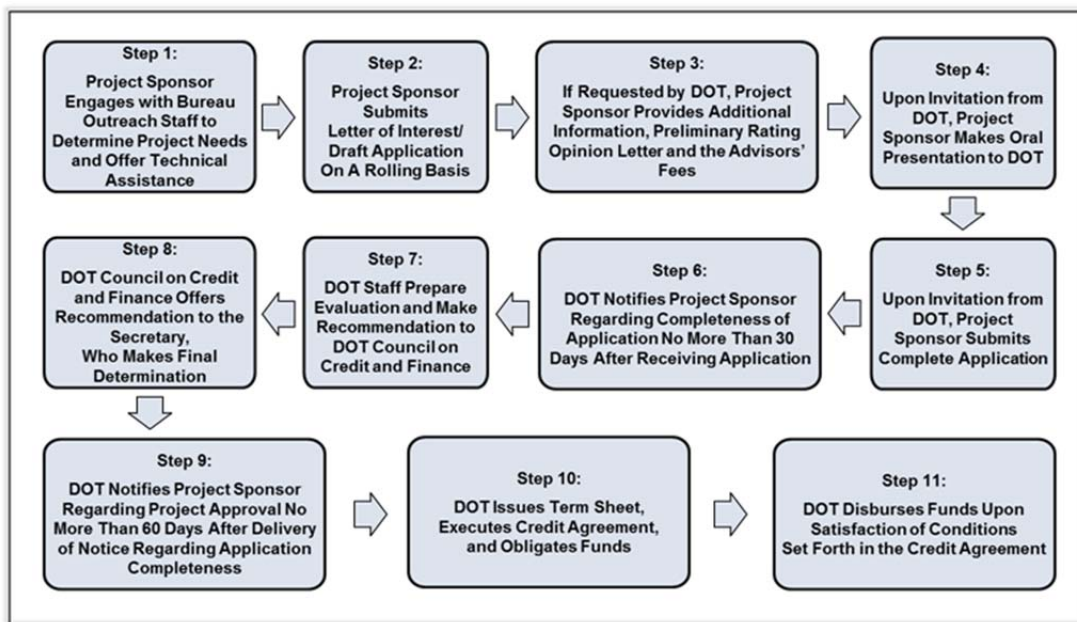 Step 1:
Project Sponsor
Engages with Bureau
Outreach Staff to
Determine Project Needs
and Offer Technical
Assistance
Step 2:
Project Sponsor
Submits
Letter of Interest/
Draft Application
On A Rolling Basis
Step 3:
If Requested by DOT, Project
Sponsor Provides Additional
Information, Preliminary Rating
Opinion Letter and the Advisors'
Fees
Step 4:
Upon Invitation from
DOT, Project
Sponsor Makes Oral
Presentation to DOT
Step 5:
Upon Invitation from
DOT, Project
Sponsor Submits
Complete Application
Step 6:
DOT Notifies Project Sponsor
Regarding Completeness of
Application No More Than 30
Days After Receiving Application
Step 7:
DOT Staff Prepare
Evaluation and Make
Recommendation to
DOT Council on
Credit and Finance
Step 8:
DOT Council on Credit
and Finance Offers
Recommendation to the
Secretary,
Who Makes Final
Determination
Step 9:
DOT Notifies Project Sponsor
Regarding Project Approval No
More Than 60 Days After Delivery
of Notice Regarding Application
Completeness
Step 10:
DOT Issues Term Sheet,
Executes Credit Agreement,
and Obligates Funds
Step 11:
DOT Disburses Funds Upon
Satisfaction of Conditions
Set Forth in the Credit Agreement